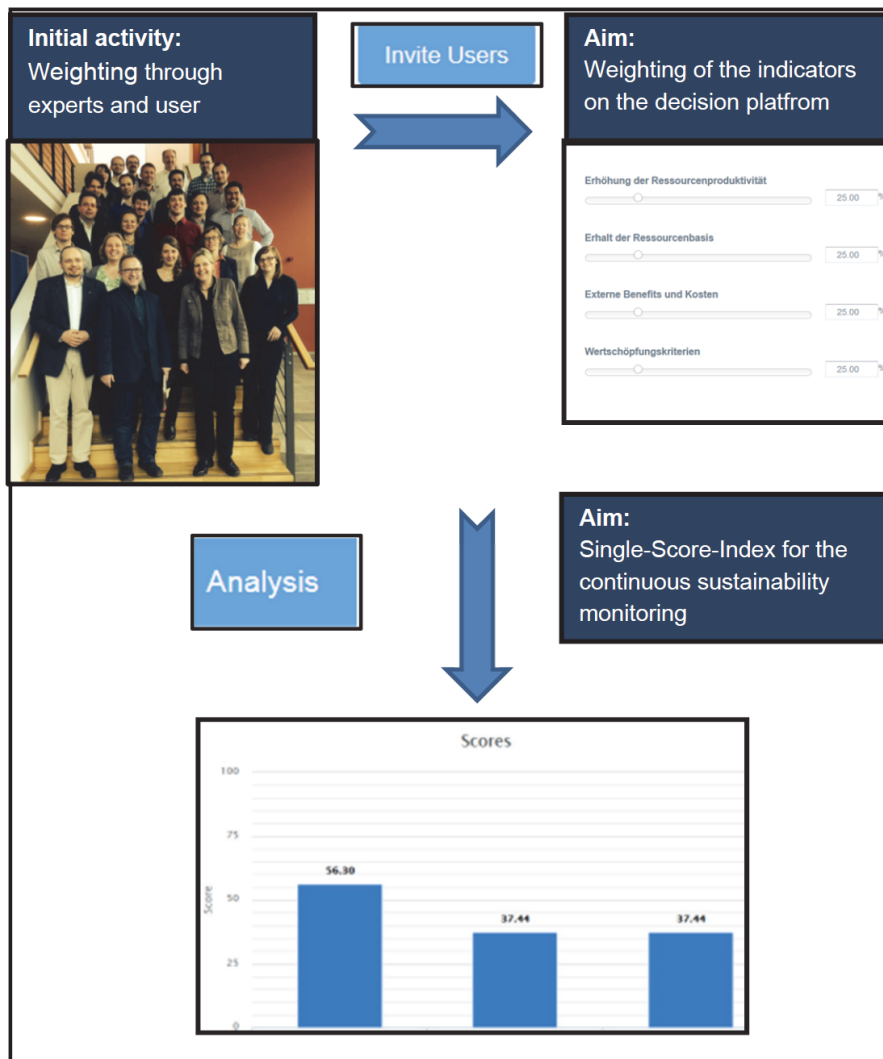 Initial activity:
Weighting through
experts and user
Invite Users
Aim:
Weighting of the indicators
on the decision platfrom
Erhöhung der Ressourcenproduktivität
25.00 %
Erhalt der Ressourcenbasis
25.00 %
Externe Benefits und Kosten
25.00 %
Wertschöpfungskriterien
25.00 %
Analysis
Aim:
Single-Score-Index for the
continuous sustainability
monitoring
Scores
Score
100
75
50
25
0
56.30
37.44
37.44